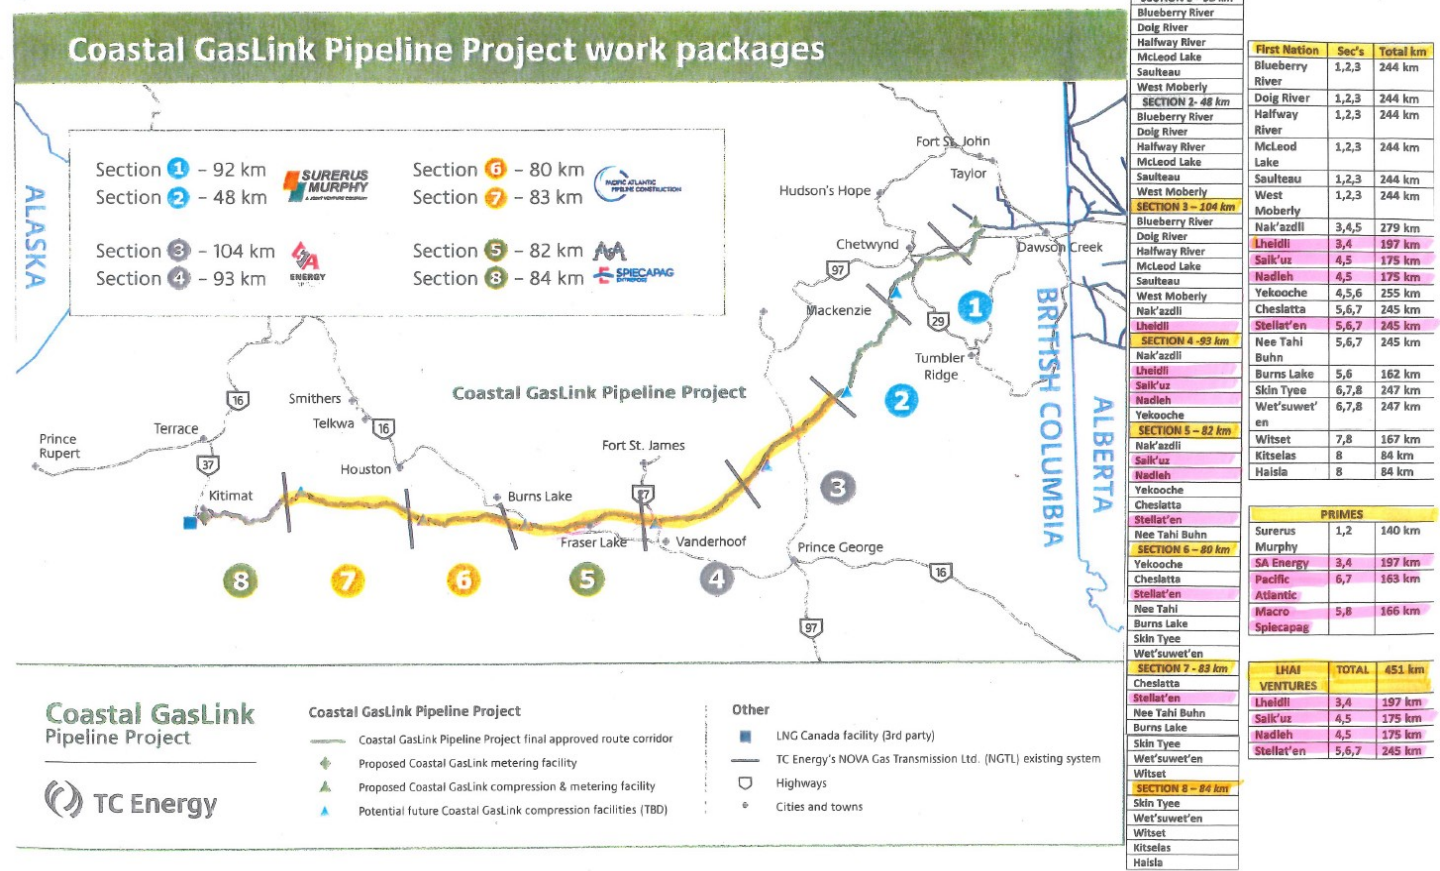 Coastal GasLink Pipeline Project work packages
Section 1 – 92 km
Section 2 – 48 km
SURERUS
MURPHY
A JOINT VENTURE COMPANY
Section 6 – 80 km
Section 7 – 83 km
PACIFIC ATLANTIC
PIPELINE CONSTRUCTION
Section 3 – 104 km
Section 4 – 93 km
ENERGY
Section 5 – 82 km
Section 8 – 84 km
SPIECAPAG
ENTREPOSE
ALASKA
Fort St. John
Taylor
Hudson's Hope
Chetwynd
Dawson Creek
97
Mackenzie
1
29
Tumbler
Ridge
BRITISH COLUMBIA
ALBERTA
Coastal GasLink Pipeline Project
2
16
Smithers
Telkwa
16
Terrace
Prince
Rupert
37
Houston
Fort St. James
Kitimat
Burns Lake
3
Fraser Lake
Vanderhoof
Prince George
8
7
6
5
4
16
97
Coastal GasLink
Pipeline Project
TC Energy
Coastal GasLink Pipeline Project
Coastal GasLink Pipeline Project final approved route corridor
Proposed Coastal GasLink metering facility
Proposed Coastal GasLink compression & metering facility
Potential future Coastal GasLink compression facilities (TBD)
Other
LNG Canada facility (3rd party)
TC Energy's NOVA Gas Transmission Ltd. (NGTL) existing system
Highways
Cities and towns
Blueberry River
Doig River
Halfway River
McLeod Lake
Saulteau
West Moberly
SECTION 2- 48 km
Blueberry River
Doig River
Halfway River
McLeod Lake
Saulteau
West Moberly
SECTION 3 – 104 km
Blueberry River
Doig River
Halfway River
McLeod Lake
Saulteau
West Moberly
Nak'azdli
Lheidli
SECTION 4 -93 km
Nak'azdli
Lheidli
Saik'uz
Nadleh
Yekooche
SECTION 5 – 82 km
Nak'azdli
Saik'uz
Nadleh
Yekooche
Cheslatta
Stellat'en
Nee Tahi Buhn
SECTION 6 – 80 km
Yekooche
Cheslatta
Stellat'en
Nee Tahi
Burns Lake
Skin Tyee
Wet'suwet'en
SECTION 7 - 83 km
Cheslatta
Stellat'en
Nee Tahi Buhn
Burns Lake
Skin Tyee
Wet'suwet'en
Witset
SECTION 8 – 84 km
Skin Tyee
Wet'suwet'en
Witset
Kitselas
Haisla
First Nation Sec's Total km
Blueberry River 1,2,3 244 km
Doig River 1,2,3 244 km
Halfway River 1,2,3 244 km
McLeod Lake 1,2,3 244 km
Saulteau 1,2,3 244 km
West Moberly 1,2,3 244 km
Nak'azdli 3,4,5 279 km
Lheidli 3,4 197 km
Saik'uz 4,5 175 km
Nadleh 4,5 175 km
Yekooche 4,5,6 255 km
Cheslatta 5,6,7 245 km
Stellat'en 5,6,7 245 km
Nee Tahi Buhn 5,6,7 245 km
Burns Lake 5,6 162 km
Skin Tyee 6,7,8 247 km
Wet'suwet'en 6,7,8 247 km
Witset 7,8 167 km
Kitselas 8 84 km
Haisla 8 84 km
PRIMES
Surerus Murphy 1,2 140 km
SA Energy 3,4 197 km
Pacific Atlantic 6,7 163 km
Macro Spiecapag 5,8 166 km
LHAI VENTURES TOTAL 451 km
Lheidli 3,4 197 km
Saik'uz 4,5 175 km
Nadleh 4,5 175 km
Stellat'en 5,6,7 245 km